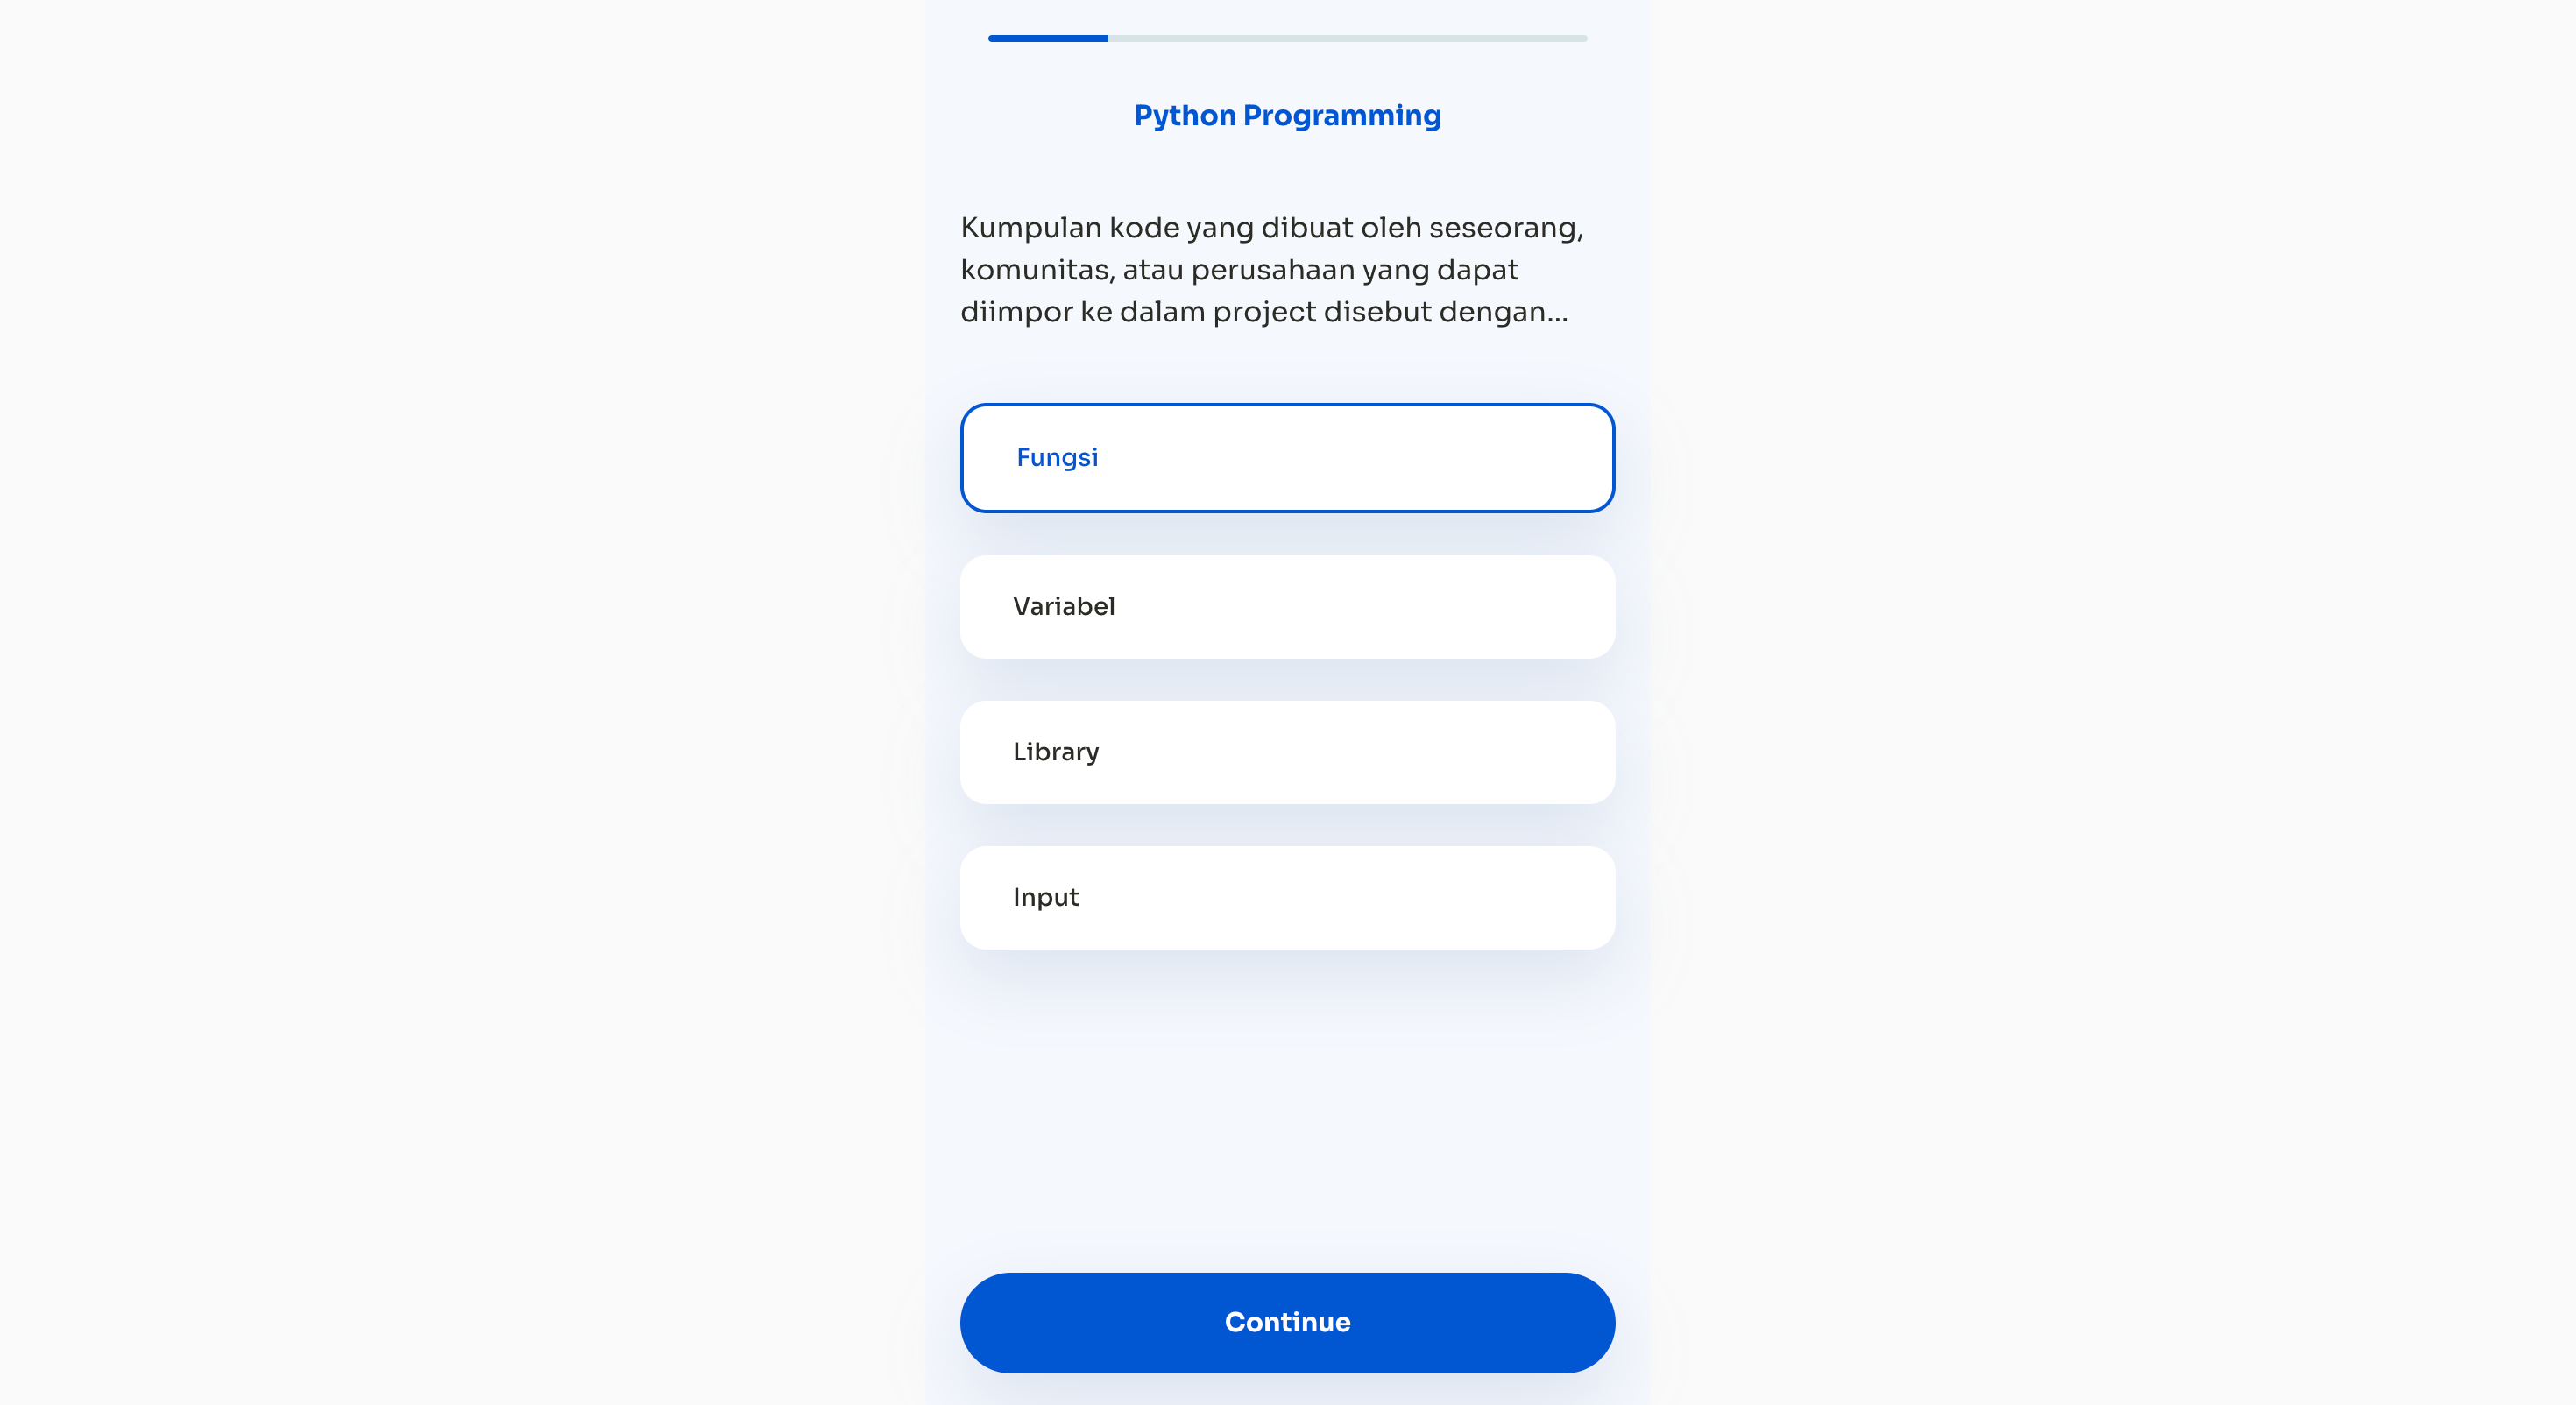 Python Programming
Kumpulan kode yang dibuat oleh seseorang,
komunitas, atau perusahaan yang dapat
diimpor ke dalam project disebut dengan...
Fungsi
Variabel
Library
Input
Continue